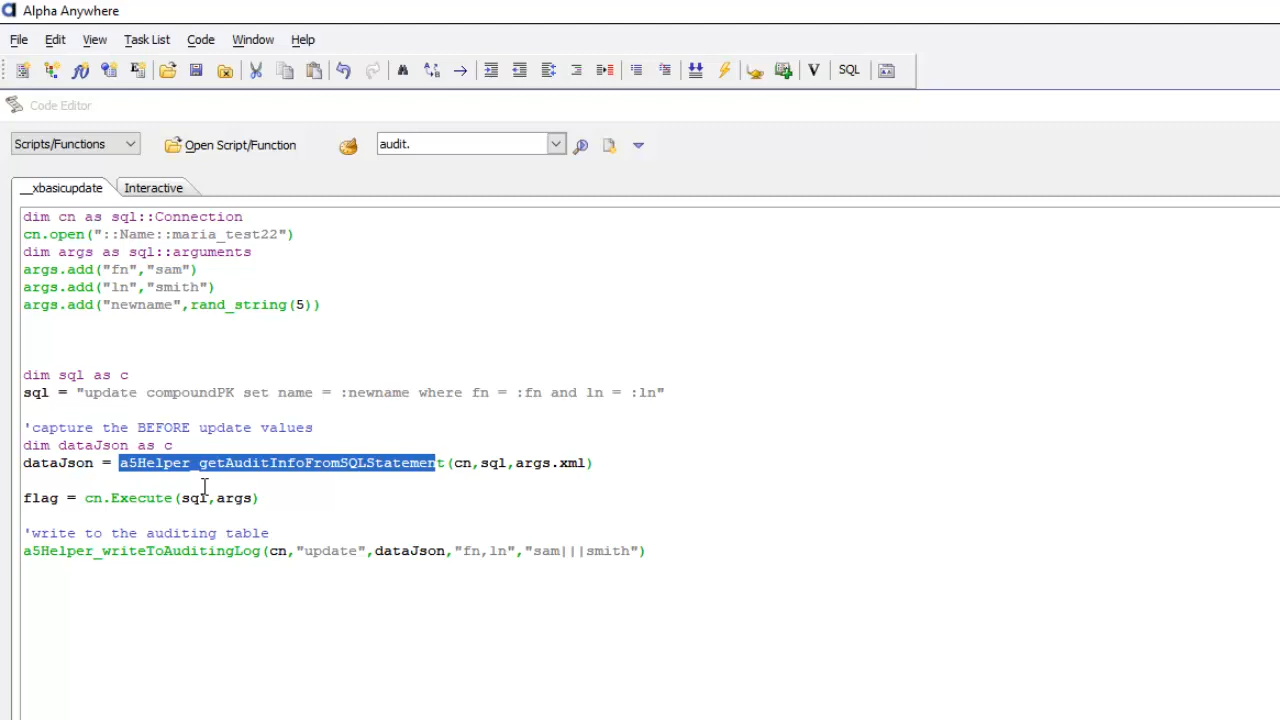 Alpha Anywhere
File Edit View Task List Code Window Help
V SQL
Code Editor
Scripts/Functions Open Script/Function audit.
__xbasicupdate Interactive
dim cn as sql::Connection
cn.open("::Name::maria_test22")
dim args as sql::arguments
args.add("fn","sam")
args.add("ln","smith")
args.add("newname",rand_string(5))
dim sql as c
sql = "update compoundPK set name = :newname where fn = :fn and ln = :ln"
'capture the BEFORE update values
dim dataJson as c
dataJson = a5Helper_getAuditInfoFromSQLStatement(cn,sql,args.xml)
flag = cn.Execute(sql,args)
'write to the auditing table
a5Helper_writeToAuditingLog(cn,"update",dataJson,"fn,ln","sam|||smith")